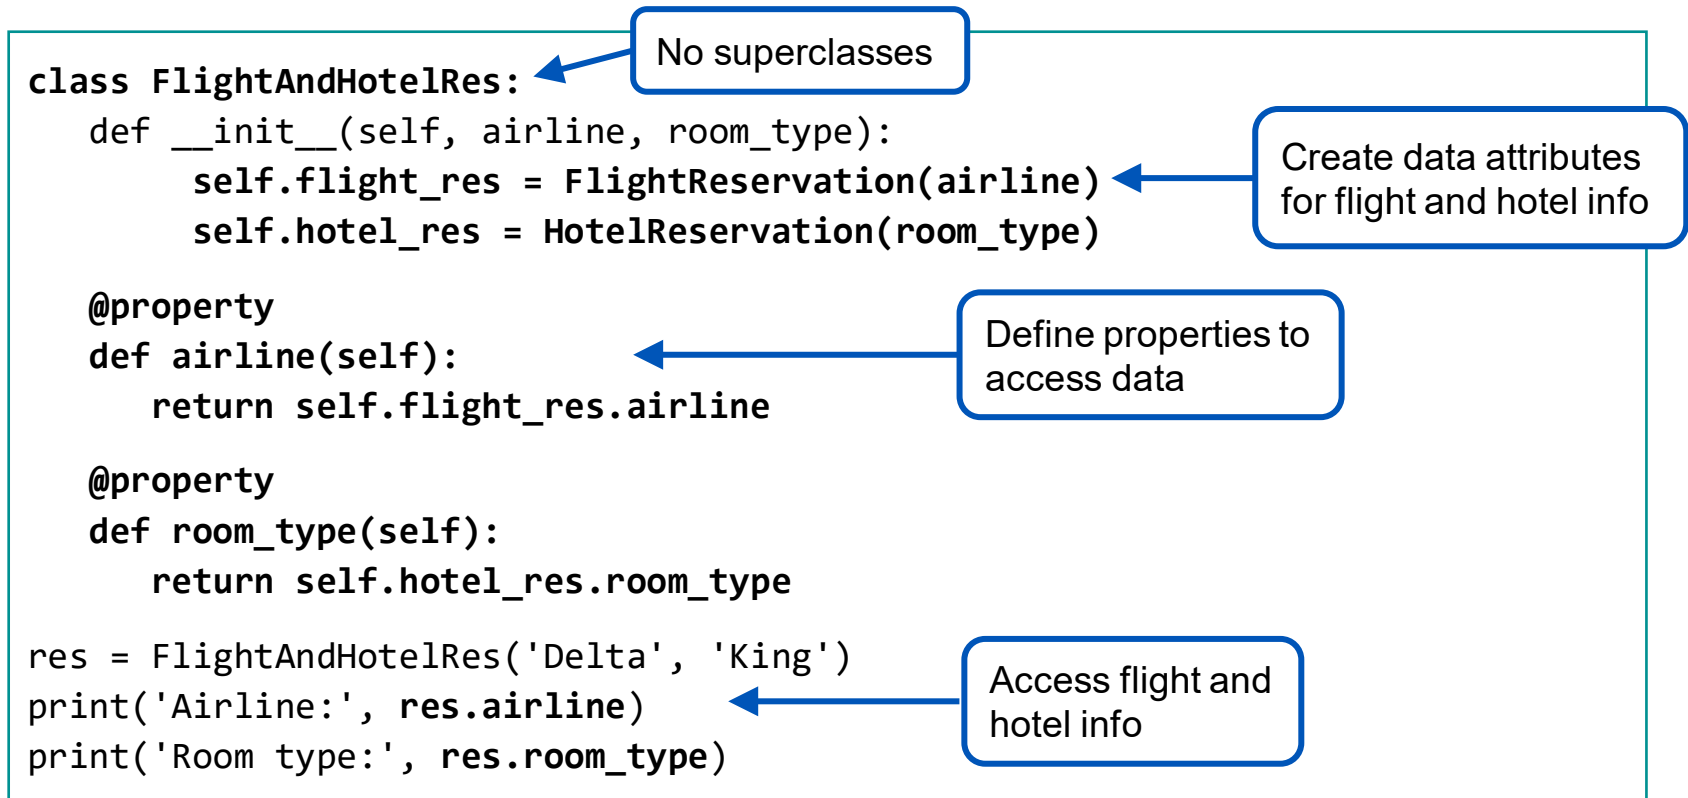 No superclasses
class FlightAndHotelRes:
def __init__(self, airline, room_type):
self.flight_res = FlightReservation(airline)
self.hotel_res = HotelReservation(room_type)
Create data attributes
for flight and hotel info
@property
def airline(self):
return self.flight_res.airline
Define properties to
access data
@property
def room_type(self):
return self.hotel_res.room_type
res = FlightAndHotelRes('Delta', 'King')
print('Airline:', res.airline)
print('Room type:', res.room_type)
Access flight and
hotel info